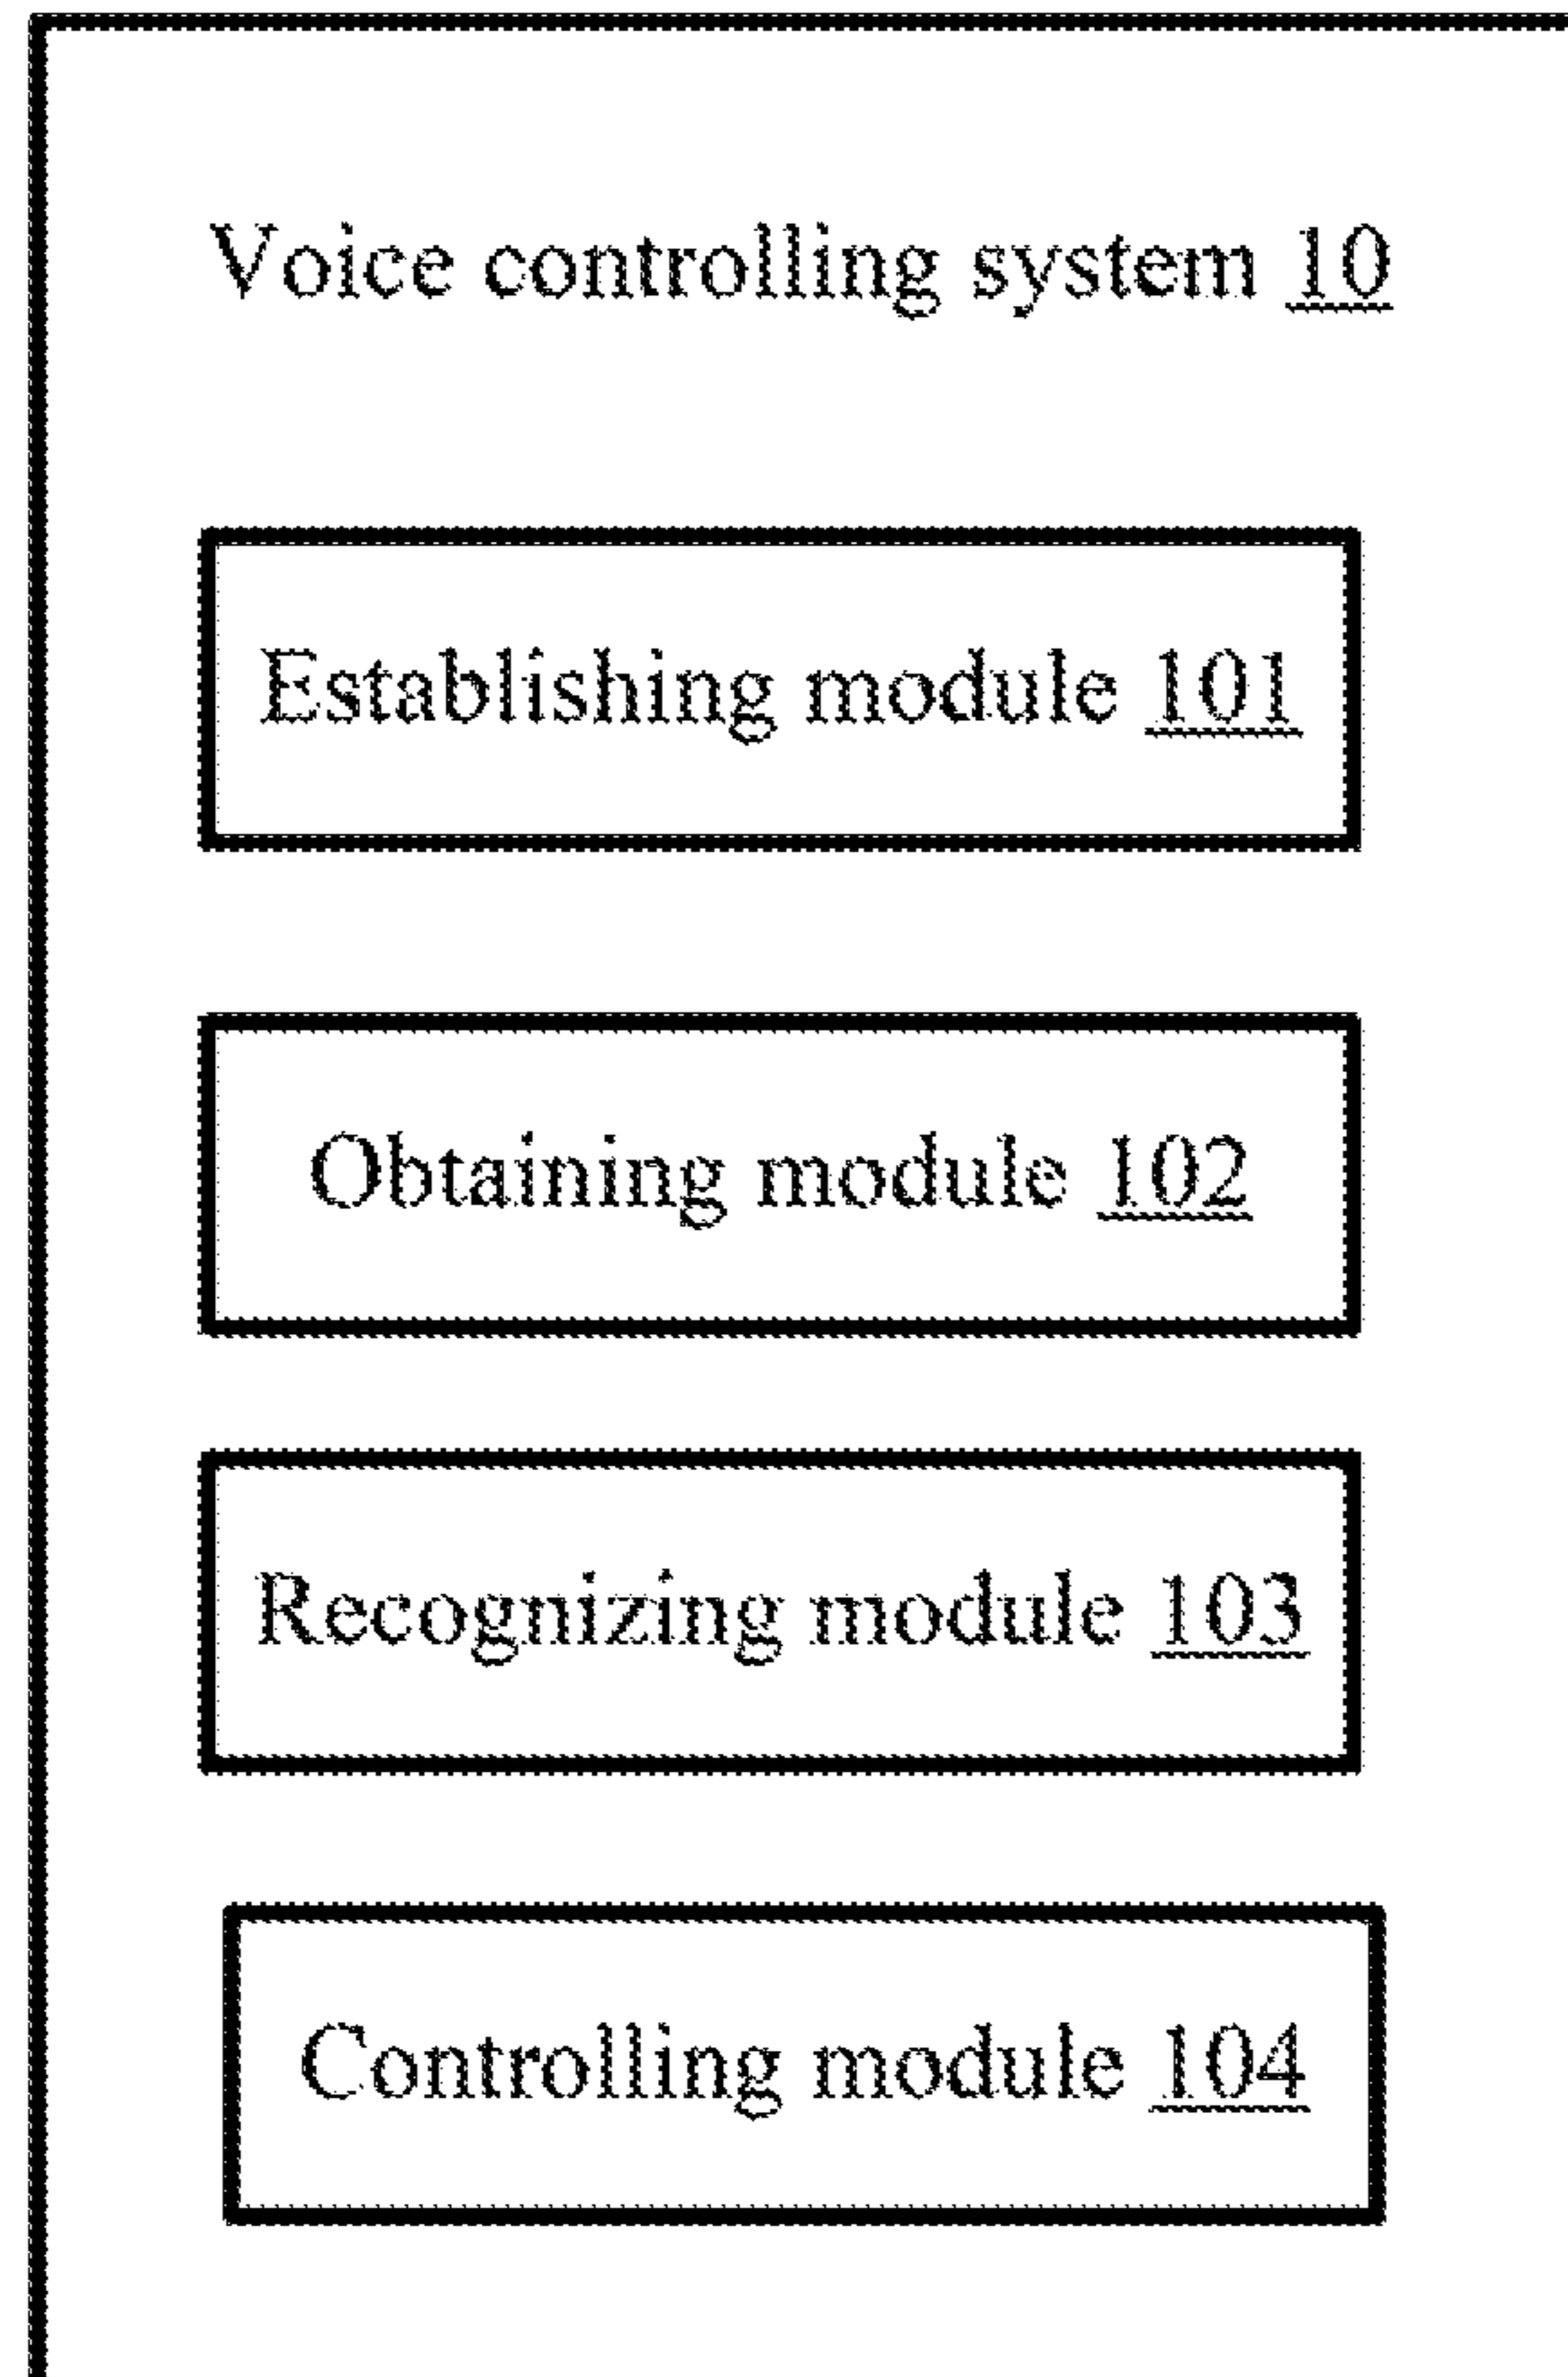 Voice controlling system 10
Establishing module 101
Obtaining module 102
Recognizing module 103
Controlling module 104